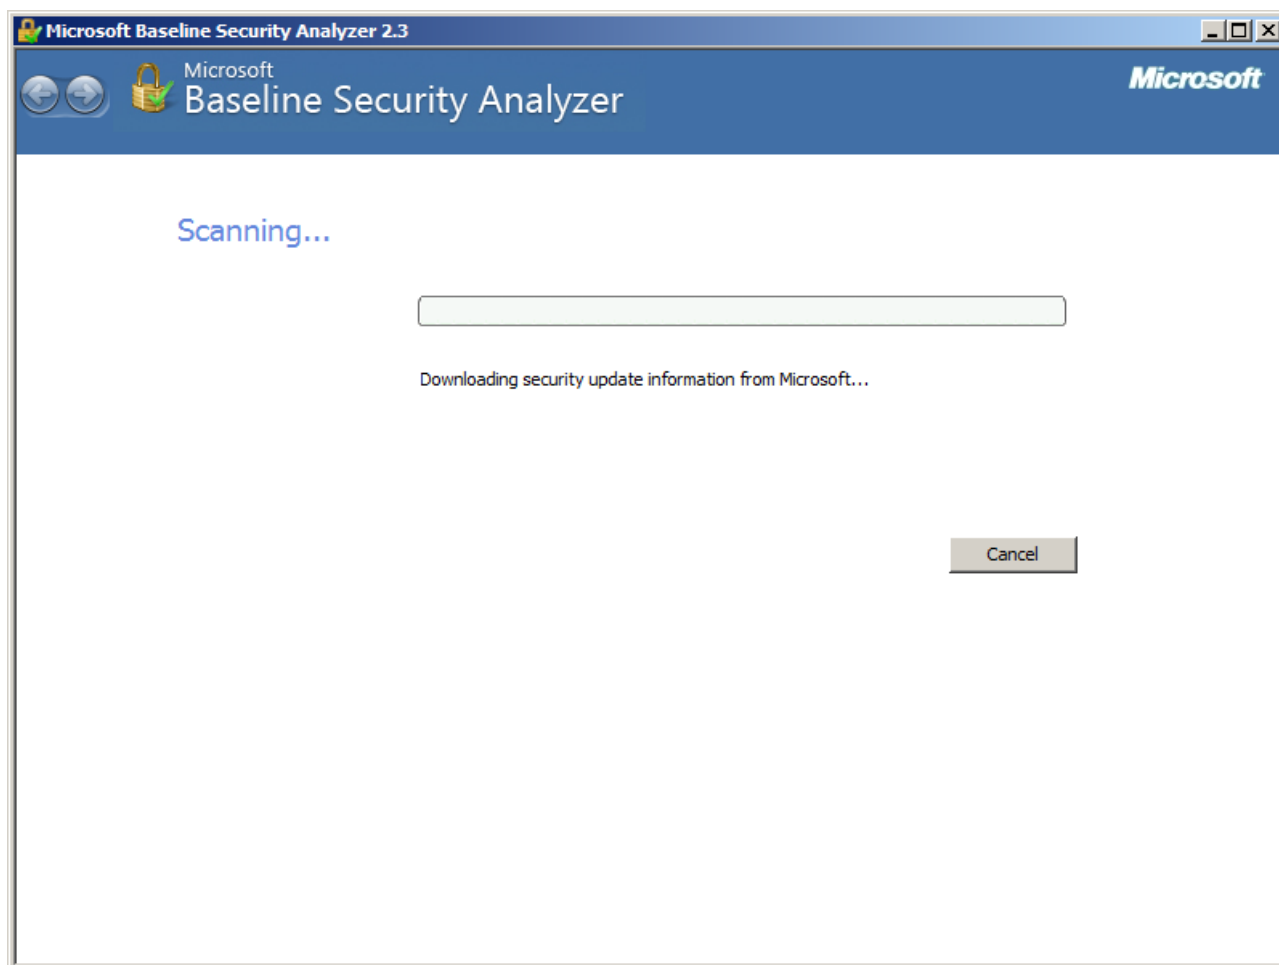 Microsoft Baseline Security Analyzer 2.3
Microsoft
Baseline Security Analyzer
Microsoft
Scanning...
Downloading security update information from Microsoft...
Cancel